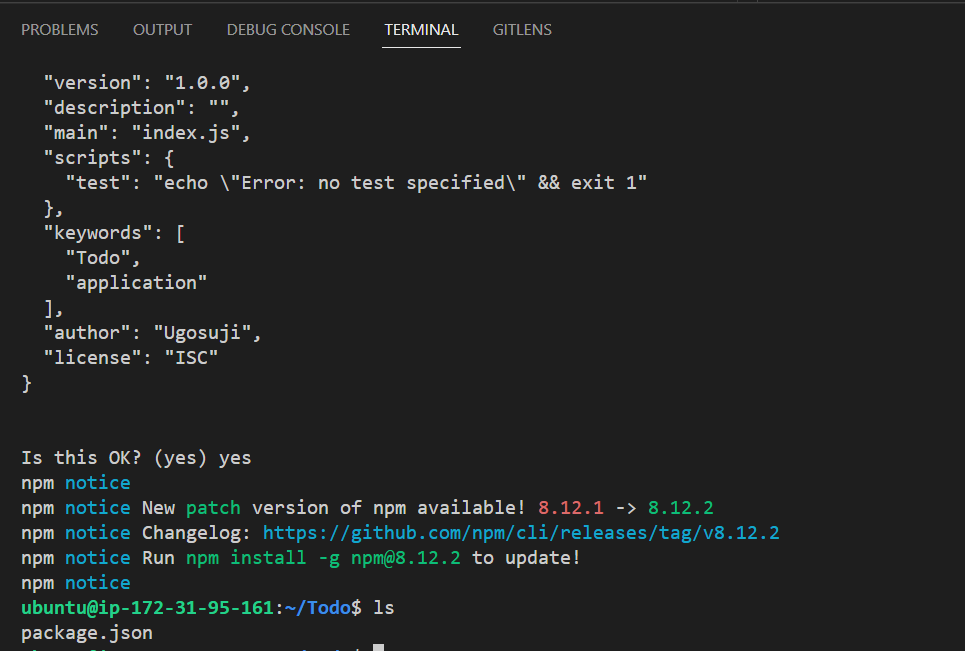 PROBLEMS OUTPUT DEBUG CONSOLE TERMINAL GITLENS
"version": "1.0.0",
"description": "",
"main": "index.js",
"scripts": {
"test": "echo \"Error: no test specified\" && exit 1"
},
"keywords": [
"Todo",
"application"
],
"author": "Ugosuji",
"license": "ISC"
}
Is this OK? (yes) yes
npm notice
npm notice New patch version of npm available! 8.12.1 -> 8.12.2
npm notice Changelog: https://github.com/npm/cli/releases/tag/v8.12.2
npm notice Run npm install -g npm@8.12.2 to update!
npm notice
ubuntu@ip-172-31-95-161:~/Todo$ ls
package.json